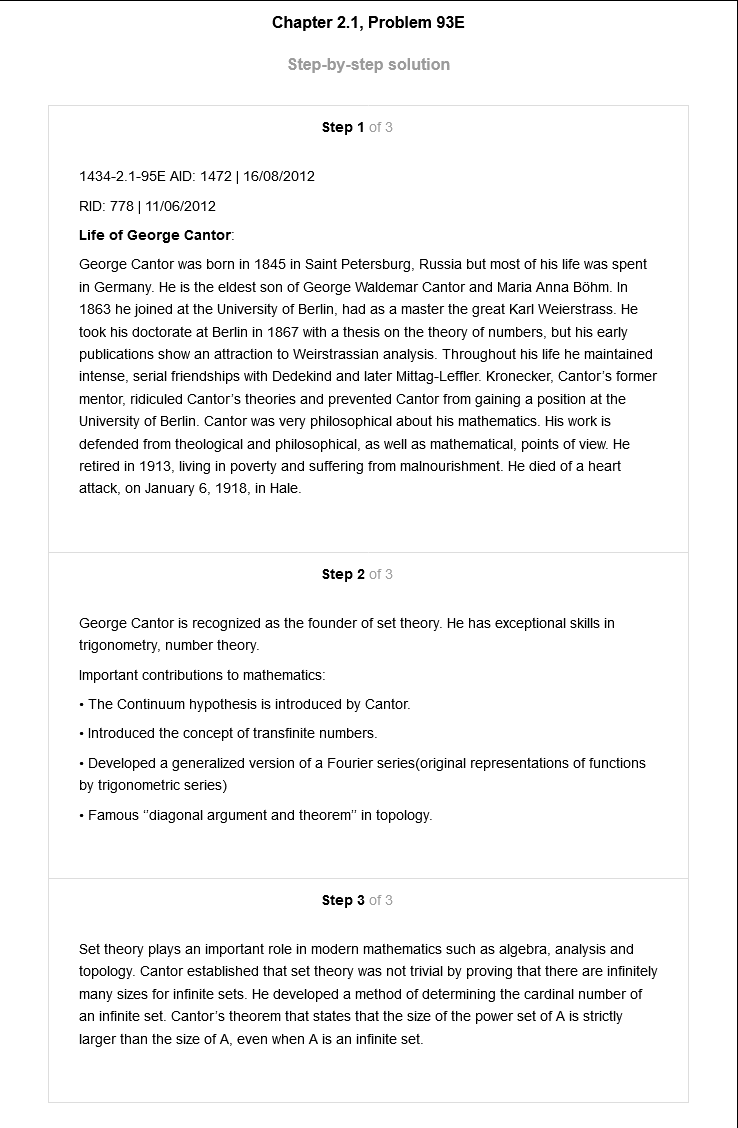 Chapter 2.1, Problem 93E
Step-by-step solution
Step 1 of 3
1434-2.1-95E AID: 1472 | 16/08/2012
RID: 778 | 11/06/2012
Life of George Cantor:
George Cantor was born in 1845 in Saint Petersburg, Russia but most of his life was spent
in Germany. He is the eldest son of George Waldemar Cantor and Maria Anna Böhm. In
1863 he joined at the University of Berlin, had as a master the great Karl Weierstrass. He
took his doctorate at Berlin in 1867 with a thesis on the theory of numbers, but his early
publications show an attraction to Weirstrassian analysis. Throughout his life he maintained
intense, serial friendships with Dedekind and later Mittag-Leffler. Kronecker, Cantor's former
mentor, ridiculed Cantor's theories and prevented Cantor from gaining a position at the
University of Berlin. Cantor was very philosophical about his mathematics. His work is
defended from theological and philosophical, as well as mathematical, points of view. He
retired in 1913, living in poverty and suffering from malnourishment. He died of a heart
attack, on January 6, 1918, in Hale.
Step 2 of 3
George Cantor is recognized as the founder of set theory. He has exceptional skills in
trigonometry, number theory.
Important contributions to mathematics:
• The Continuum hypothesis is introduced by Cantor.
• Introduced the concept of transfinite numbers.
• Developed a generalized version of a Fourier series(original representations of functions
by trigonometric series)
• Famous "diagonal argument and theorem" in topology.
Step 3 of 3
Set theory plays an important role in modern mathematics such as algebra, analysis and
topology. Cantor established that set theory was not trivial by proving that there are infinitely
many sizes for infinite sets. He developed a method of determining the cardinal number of
an infinite set. Cantor's theorem that states that the size of the power set of A is strictly
larger than the size of A, even when A is an infinite set.